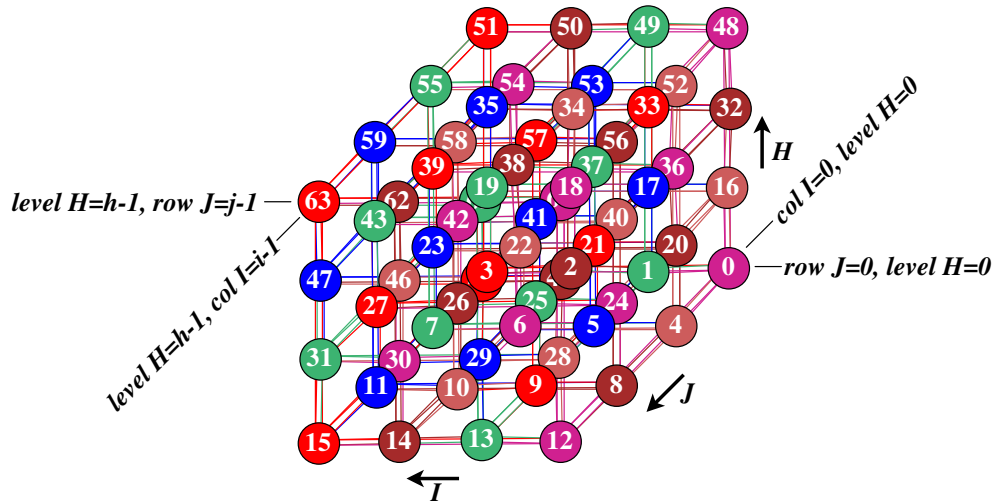 51 50 49 48
55 54 53 52
35 34 33 32
59 58 57 56
39 38 37 36
H
col I=0, level H=0
level H=h-1, row J=j-1
63 62 19 18 17 16
43 42 41 40
23 22 21 20
level H=h-1, col I=i-1
47 46 3 2 1 0
row J=0, level H=0
27 26 25 24
7 6 5 4
31 30 29 28
11 10 9 8
J
15 14 13 12
I